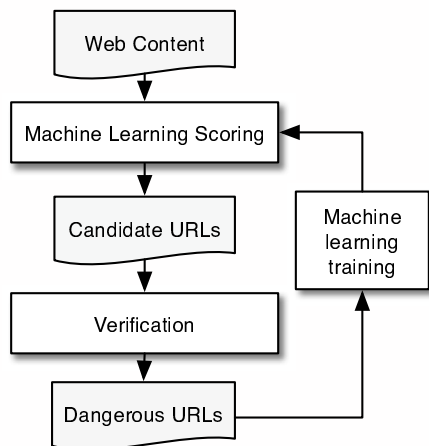 Web Content
Machine Learning Scoring
Candidate URLs
Machine
learning
training
Verification
Dangerous URLs